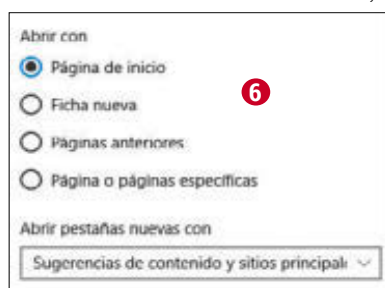 Abrir con
Página de inicio
6
Ficha nueva
Páginas anteriores
Página o páginas específicas
Abrir pestañas nuevas con
Sugerencias de contenido y sitios principale